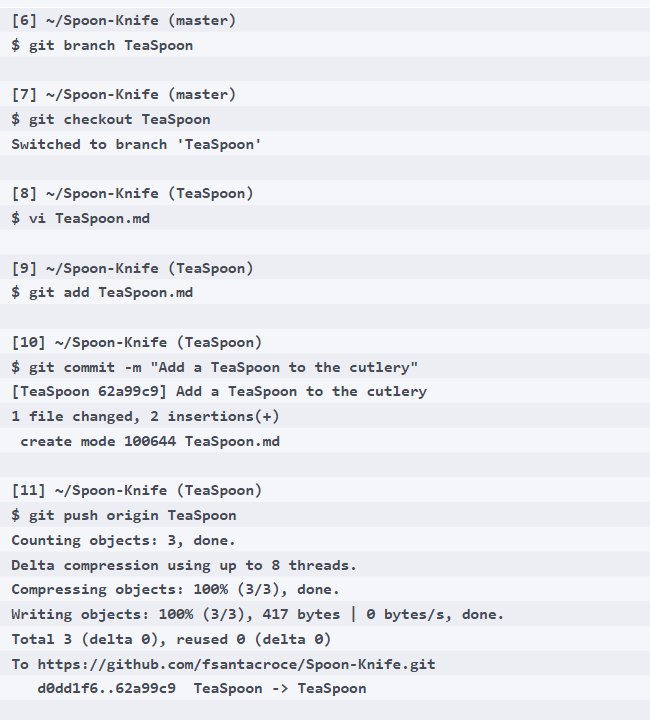 [6] ~/Spoon-Knife (master)
$ git branch TeaSpoon
[7] ~/Spoon-Knife (master)
$ git checkout TeaSpoon
Switched to branch 'TeaSpoon'
[8] ~/Spoon-Knife (TeaSpoon)
$ vi TeaSpoon.md
[9] ~/Spoon-Knife (TeaSpoon)
$ git add TeaSpoon.md
[10] ~/Spoon-Knife (TeaSpoon)
$ git commit -m "Add a TeaSpoon to the cutlery"
[TeaSpoon 62a99c9] Add a TeaSpoon to the cutlery
1 file changed, 2 insertions(+)
 create mode 100644 TeaSpoon.md
[11] ~/Spoon-Knife (TeaSpoon)
$ git push origin TeaSpoon
Counting objects: 3, done.
Delta compression using up to 8 threads.
Compressing objects: 100% (3/3), done.
Writing objects: 100% (3/3), 417 bytes | 0 bytes/s, done.
Total 3 (delta 0), reused 0 (delta 0)
To https://github.com/fsantacroce/Spoon-Knife.git
   d0dd1f6..62a99c9  TeaSpoon -> TeaSpoon